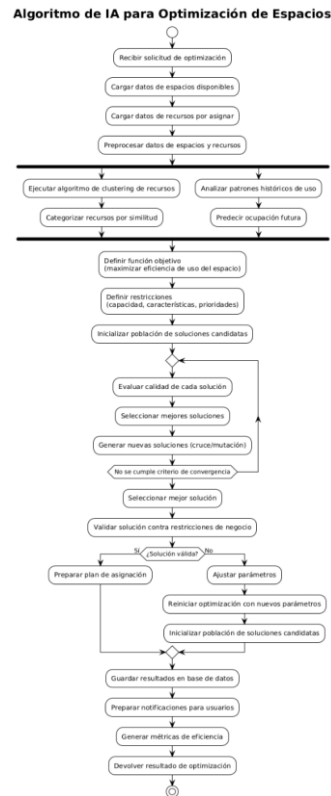 Algoritmo de IA para Optimización de Espacios
Recibir solicitud de optimización
Cargar datos de espacios disponibles
Cargar datos de recursos por asignar
Preprocesar datos de espacios y recursos
Ejecutar algoritmo de clustering de recursos
Analizar patrones históricos de uso
Categorizar recursos por similitud
Predecir ocupación futura
Definir función objetivo
(maximizar eficiencia de uso del espacio)
Definir restricciones
(capacidad, características, prioridades)
Inicializar población de soluciones candidatas
Evaluar calidad de cada solución
Seleccionar mejores soluciones
Generar nuevas soluciones (cruce/mutación)
No se cumple criterio de convergencia
Seleccionar mejor solución
Validar solución contra restricciones de negocio
Sí
¿Solución válida?
No
Preparar plan de asignación
Ajustar parámetros
Reiniciar optimización con nuevos parámetros
Inicializar población de soluciones candidatas
Guardar resultados en base de datos
Preparar notificaciones para usuarios
Generar métricas de eficiencia
Devolver resultado de optimización